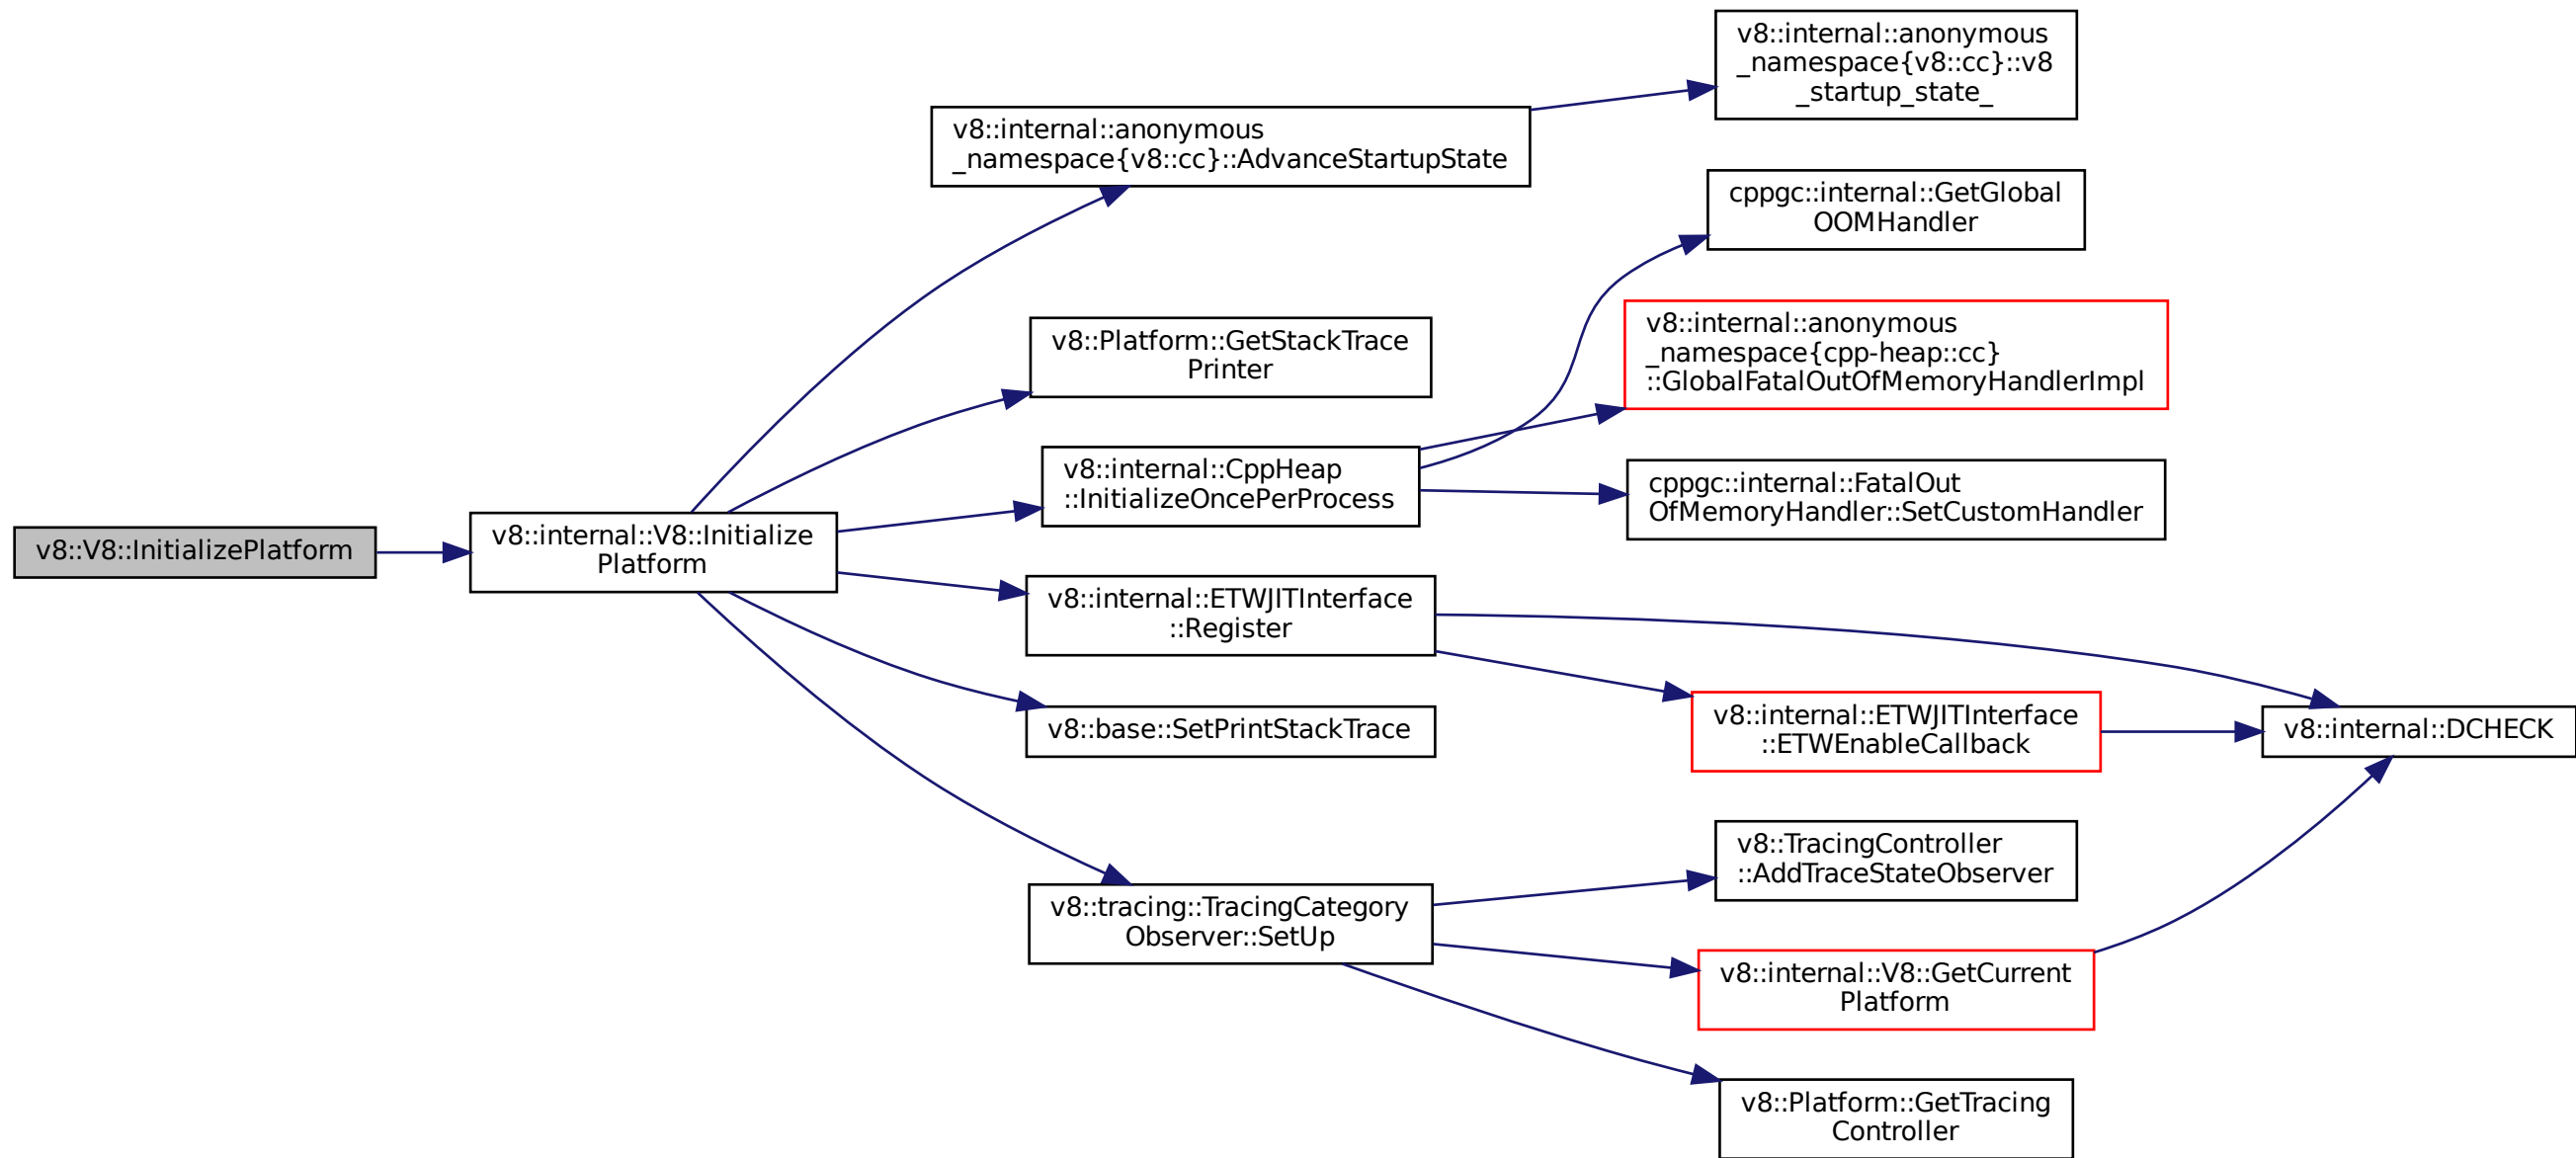 v8::V8::InitializePlatform
v8::internal::V8::Initialize
Platform
v8::internal::anonymous
_namespace{v8::cc}::AdvanceStartupState
v8::Platform::GetStackTrace
Printer
v8::internal::CppHeap
::InitializeOncePerProcess
v8::internal::ETWJITInterface
::Register
v8::base::SetPrintStackTrace
v8::tracing::TracingCategory
Observer::SetUp
v8::internal::anonymous
_namespace{v8::cc}::v8
_startup_state_
cppgc::internal::GetGlobal
OOMHandler
v8::internal::anonymous
_namespace{cpp-heap::cc}
::GlobalFatalOutOfMemoryHandlerImpl
cppgc::internal::FatalOut
OfMemoryHandler::SetCustomHandler
v8::internal::ETWJITInterface
::ETWEnableCallback
v8::TracingController
::AddTraceStateObserver
v8::internal::V8::GetCurrent
Platform
v8::Platform::GetTracing
Controller
v8::internal::DCHECK